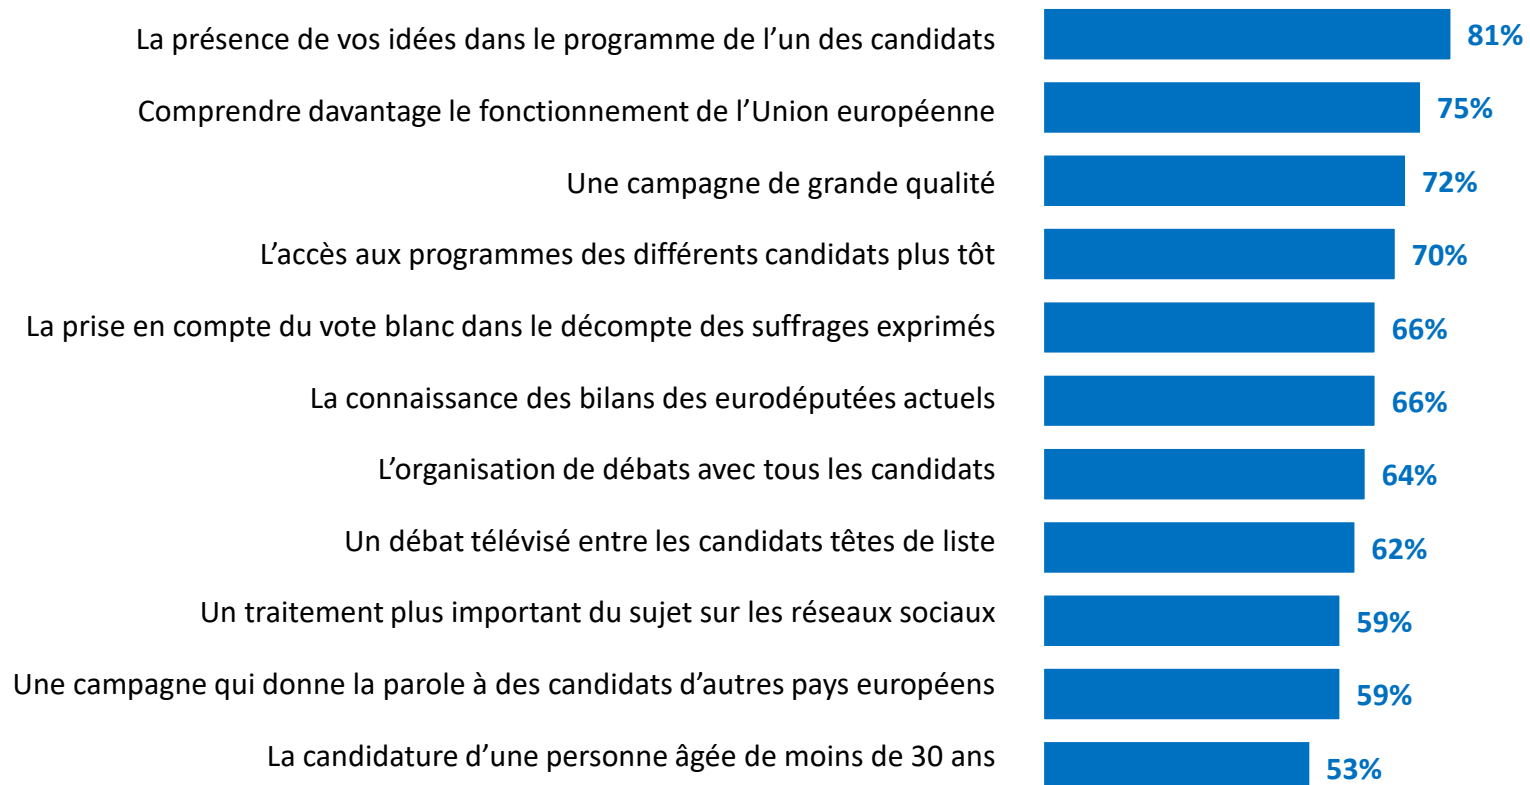 La présence de vos idées dans le programme de l’un des candidats 81%
Comprendre davantage le fonctionnement de l’Union européenne 75%
Une campagne de grande qualité 72%
L’accès aux programmes des différents candidats plus tôt 70%
La prise en compte du vote blanc dans le décompte des suffrages exprimés 66%
La connaissance des bilans des eurodéputées actuels 66%
L’organisation de débats avec tous les candidats 64%
Un débat télévisé entre les candidats têtes de liste 62%
Un traitement plus important du sujet sur les réseaux sociaux 59%
Une campagne qui donne la parole à des candidats d’autres pays européens 59%
La candidature d’une personne âgée de moins de 30 ans 53%